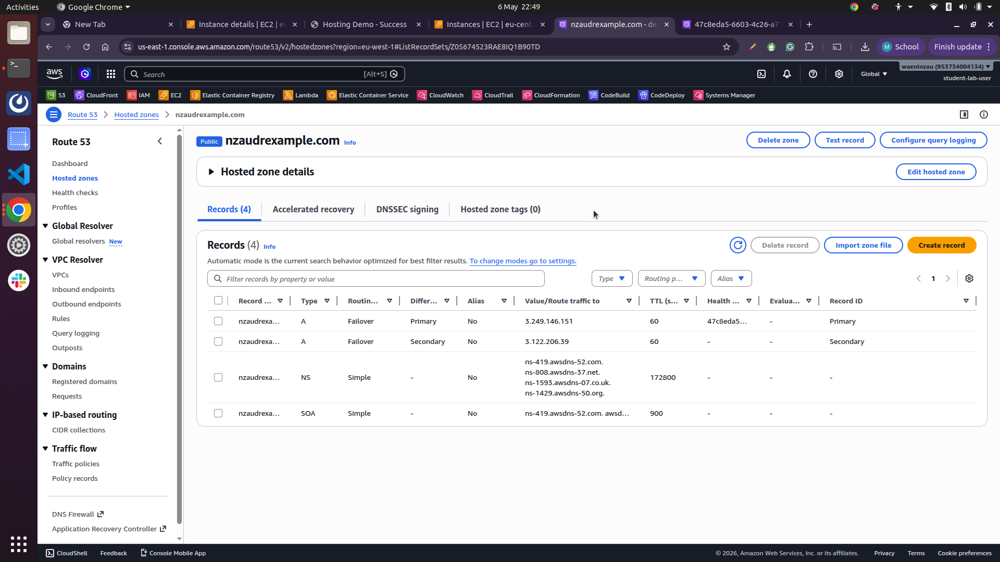 Activities
Google Chrome
6 May 22:49
New Tab
Instance details | EC2 | e
Hosting Demo - Success
Instances | EC2 | eu-cent
nzaudrexample.com - de
47c8eda5-6603-4c26-a7
us-east-1.console.aws.amazon.com/route53/v2/hostedzones?region=eu-west-1#ListRecordSets/Z05674523RAE8IQ1B90TD
M School
Finish update
aws
Search
[Alt+S]
Global
waeninzau (953734004134)
student-lab-user
S3
CloudFront
IAM
EC2
Elastic Container Registry
Lambda
Elastic Container Service
CloudWatch
CloudTrail
CloudFormation
CodeBuild
CodeDeploy
Systems Manager
Route 53
Hosted zones
nzaudrexample.com
Route 53
Dashboard
Hosted zones
Health checks
Profiles
Global Resolver
Global resolvers New
VPC Resolver
VPCs
Inbound endpoints
Outbound endpoints
Rules
Query logging
Outposts
Domains
Registered domains
Requests
IP-based routing
CIDR collections
Traffic flow
Traffic policies
Policy records
DNS Firewall
Application Recovery Controller
Public nzaudrexample.com Info
Delete zone
Test record
Configure query logging
Hosted zone details
Edit hosted zone
Records (4)
Accelerated recovery
DNSSEC signing
Hosted zone tags (0)
Records (4) Info
Delete record
Import zone file
Create record
Automatic mode is the current search behavior optimized for best filter results. To change modes go to settings.
Filter records by property or value
Type
Routing p...
Alias
1
Record ... Type Routin... Differ... Alias Value/Route traffic to TTL (s... Health ... Evalua... Record ID
nzaudrexa... A Failover Primary No 3.249.146.151 60 47c8eda5... - Primary
nzaudrexa... A Failover Secondary No 3.122.206.39 60 - - Secondary
nzaudrexa... NS Simple - No ns-419.awsdns-52.com. 172800 - - -
ns-808.awsdns-37.net.
ns-1593.awsdns-07.co.uk.
ns-1429.awsdns-50.org.
nzaudrexa... SOA Simple - No ns-419.awsdns-52.com. awsd... 900 - - -
CloudShell
Feedback
Console Mobile App
© 2026, Amazon Web Services, Inc. or its affiliates.
Privacy
Terms
Cookie preferences